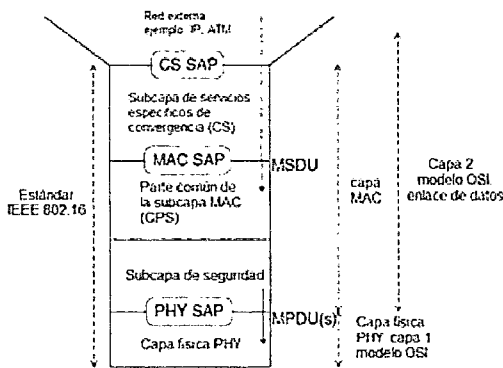 Red externa
ejemplo IP, ATM
CS SAP
Subcapa de servicios
especificos de
convergencia (CS)
MAC SAP
MSDU
Parte común de
la subcapa MAC
(CPS)
Estándar
IEEE 802.16
capa
MAC
Capa 2
modelo OSI,
enlace de datos
Subcapa de seguridad
PHY SAP
MPDU(s)
Capa física PHY
Capa física
PHY capa 1
modelo OSI